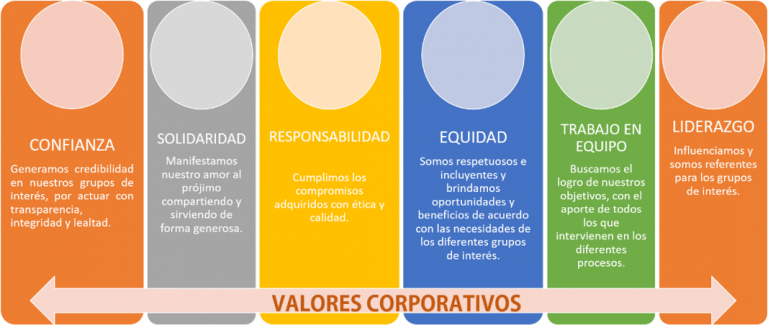 CONFIANZA
Generamos credibilidad
en nuestros grupos de
interés, por actuar con
transparencia,
integridad y lealtad.
SOLIDARIDAD
Manifestamos
nuestro amor al
prójimo
compartiendo y
sirviendo de
forma generosa.
RESPONSABILIDAD
Cumplimos los
compromisos
adquiridos con ética y
calidad.
EQUIDAD
Somos respetuosos e
incluyentes y
brindamos
oportunidades y
beneficios de acuerdo
con las necesidades de
los diferentes grupos
de interés.
TRABAJO EN
EQUIPO
Buscamos el
logro de nuestros
objetivos, con el
aporte de todos
los que
intervienen en los
diferentes
procesos.
LIDERAZGO
Influenciamos y
somos referentes
para los grupos
de interés.
VALORES CORPORATIVOS